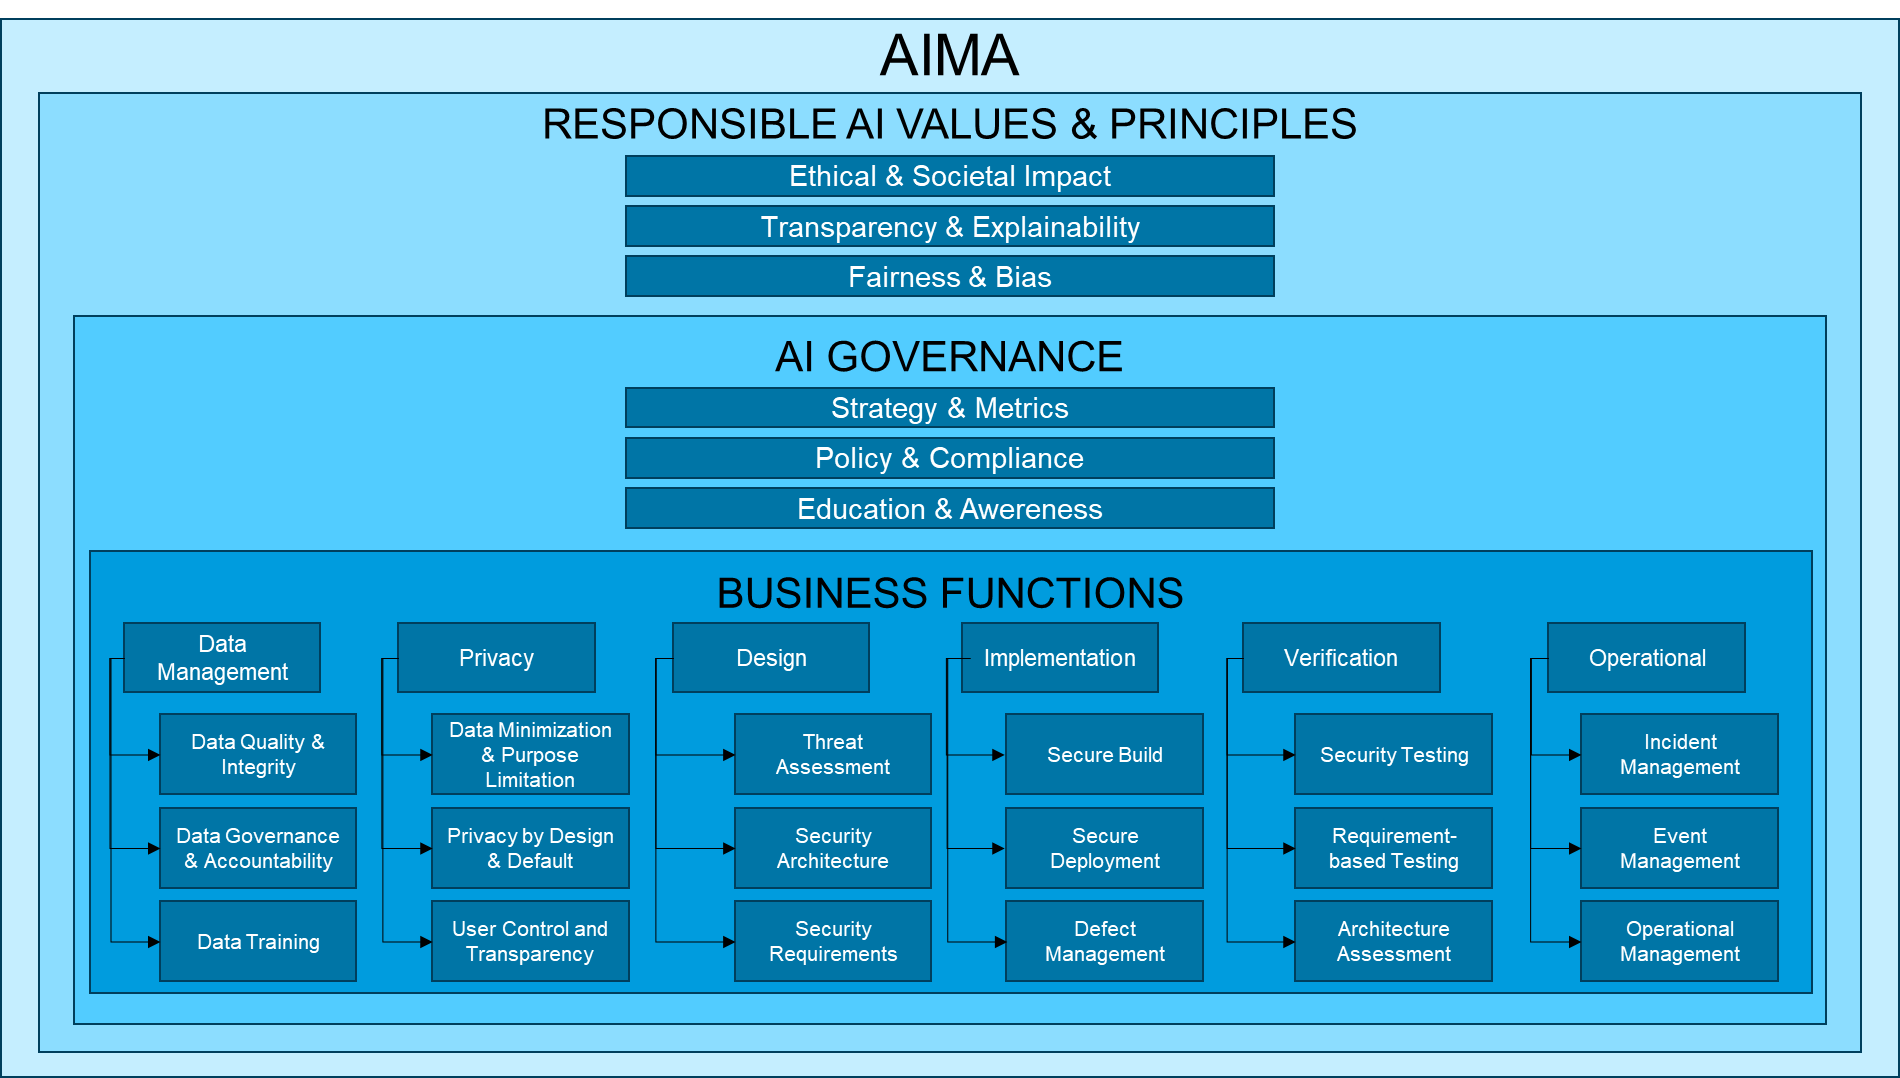 AIMA
RESPONSIBLE AI VALUES & PRINCIPLES
Ethical & Societal Impact
Transparency & Explainability
Fairness & Bias
AI GOVERNANCE
Strategy & Metrics
Policy & Compliance
Education & Awereness
BUSINESS FUNCTIONS
Data
Management
Data Quality &
Integrity
Data Governance
& Accountability
Data Training
Privacy
Data Minimization
& Purpose
Limitation
Privacy by Design
& Default
User Control and
Transparency
Design
Threat
Assessment
Security
Architecture
Security
Requirements
Implementation
Secure Build
Secure
Deployment
Defect
Management
Verification
Security Testing
Requirement-
based Testing
Architecture
Assessment
Operational
Incident
Management
Event
Management
Operational
Management